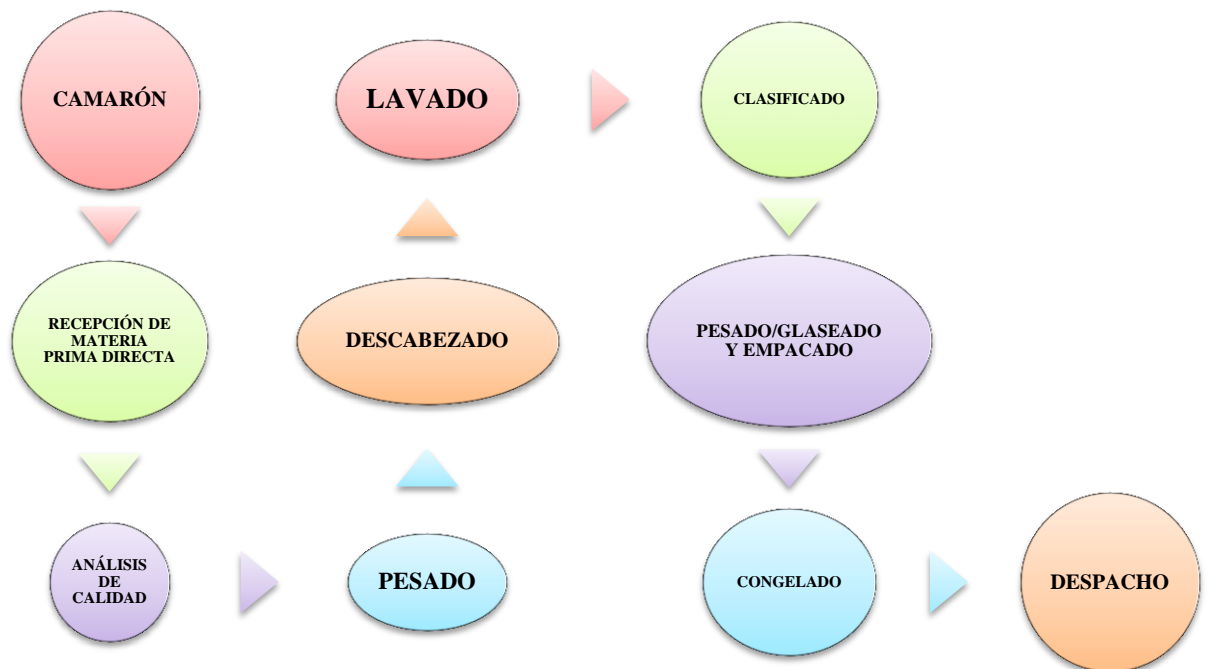 CAMARÓN
RECEPCIÓN DE
MATERIA
PRIMA DIRECTA
ANÁLISIS
DE
CALIDAD
PESADO
DESCABEZADO
LAVADO
CLASIFICADO
PESADO/GLASEADO
Y EMPACADO
CONGELADO
DESPACHO